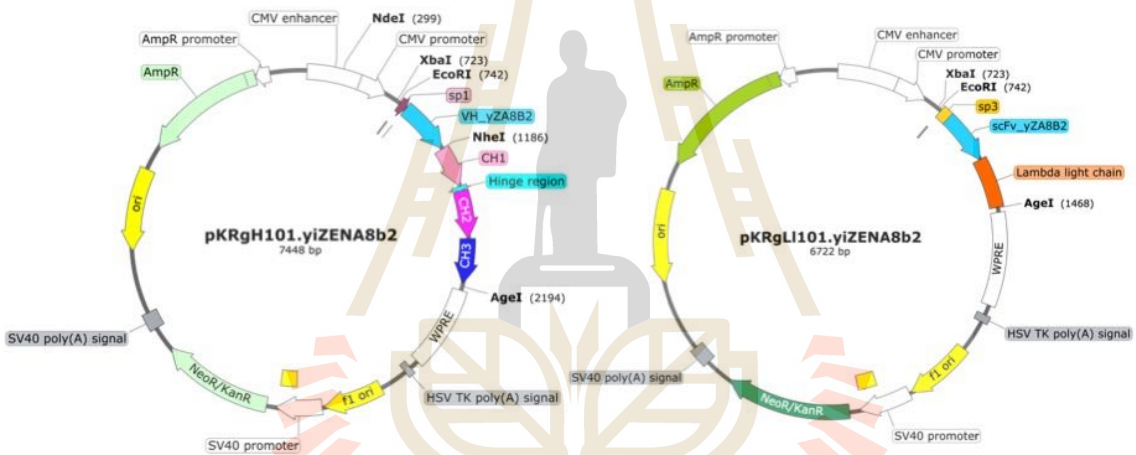 CMV enhancer
NdeI (299)
AmpR promoter
CMV promoter
XbaI (723)
EcoRI (742)
AmpR
sp1
VH_yZA8B2
NheI (1186)
CH1
Hinge region
ori
CH2
pKRgH101.yiZENA8b2
7448 bp
CH3
AgeI (2194)
WPRE
SV40 poly(A) signal
NeoR/KanR
HSV TK poly(A) signal
f1 ori
SV40 promoter
CMV enhancer
AmpR promoter
CMV promoter
XbaI (723)
EcoRI (742)
AmpR
sp3
scFv_yZA8B2
Lambda light chain
AgeI (1468)
ori
pKRgLl101.yiZENA8b2
6722 bp
WPRE
HSV TK poly(A) signal
SV40 poly(A) signal
f1 ori
NeoR/KanR
SV40 promoter